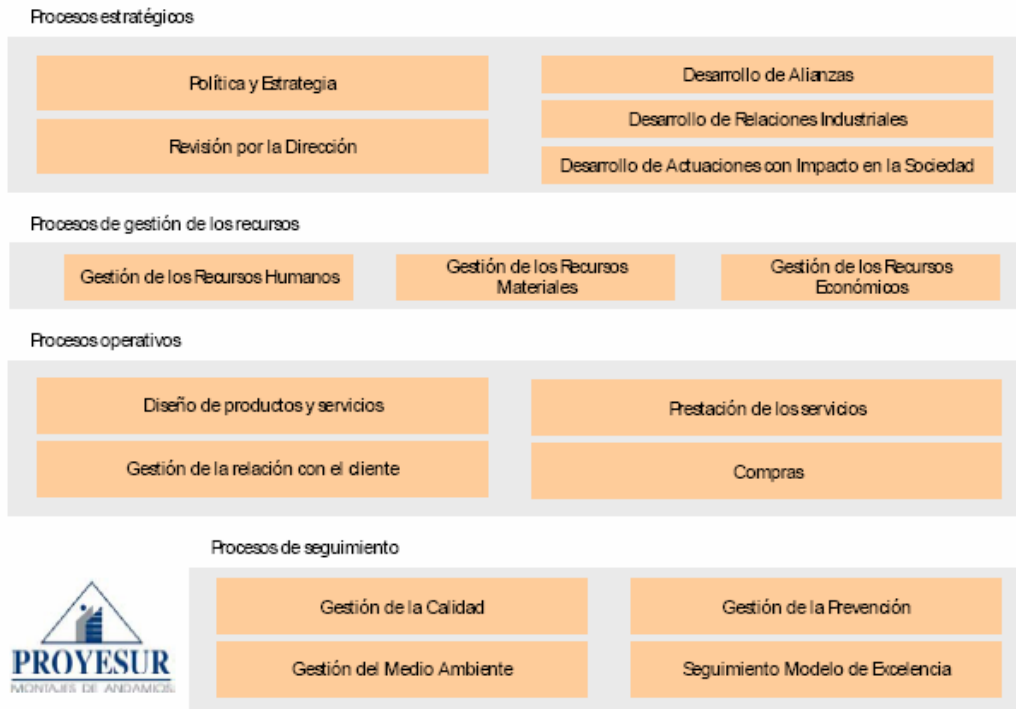 Procesos estratégicos
Política y Estrategia
Revisión por la Dirección
Desarrollo de Alianzas
Desarrollo de Relaciones Industriales
Desarrollo de Actuaciones con Impacto en la Sociedad
Procesos de gestión de los recursos
Gestión de los Recursos Humanos
Gestión de los Recursos
Materiales
Gestión de los Recursos
Económicos
Procesos operativos
Diseño de productos y servicios
Gestión de la relación con el cliente
Prestación de los servicios
Compras
Procesos de seguimiento
Gestión de la Calidad
Gestión de la Prevención
Gestión del Medio Ambiente
Seguimiento Modelo de Excelencia
PROYESUR
MONTAJES DE ANDAMIOS